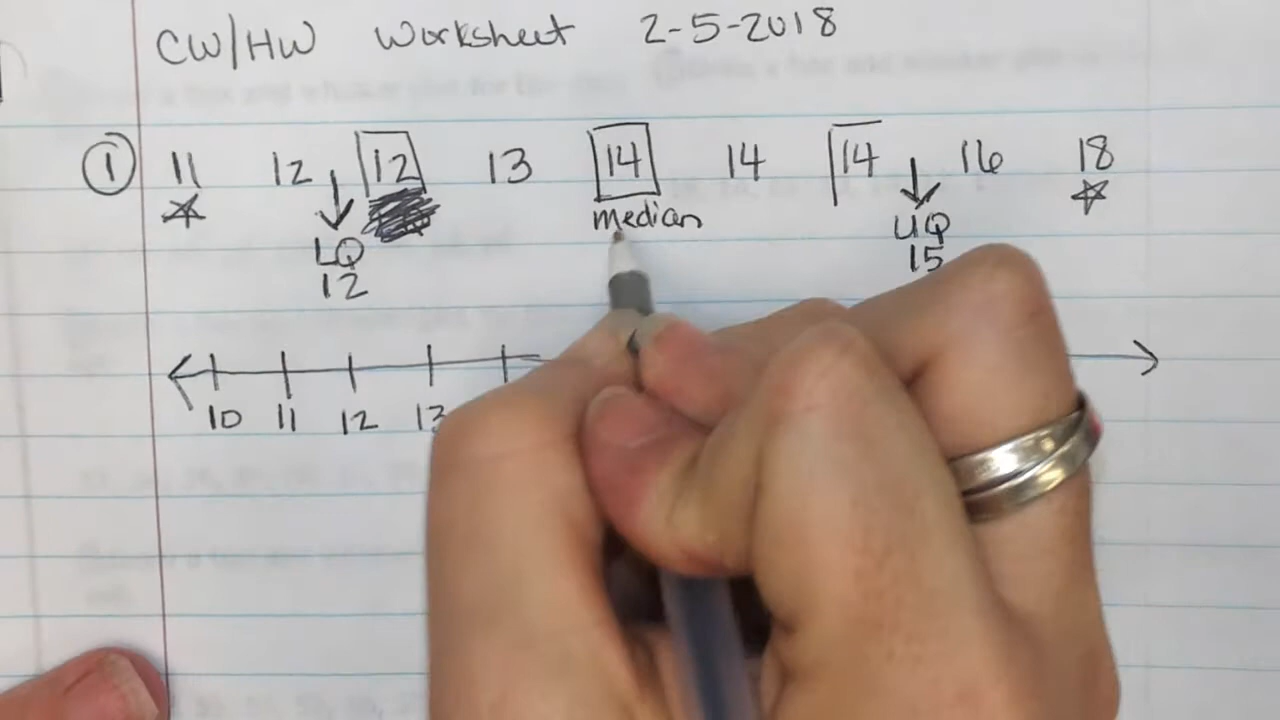 CW/HW Worksheet 2-5-2018
① 11 12 12 13 14 14 14 16 18
median
LQ UQ
12 15
10 11 12 13